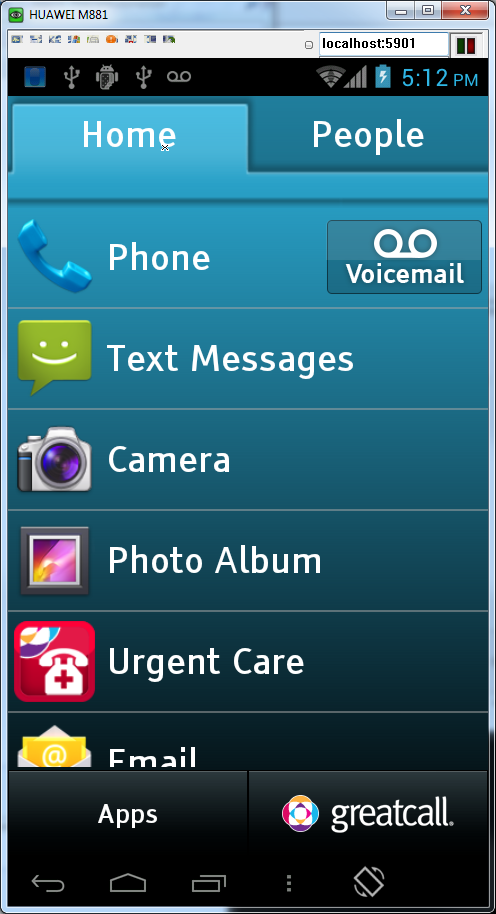 HUAWEI M881
localhost:5901
5:12 PM
Home People
Phone
Voicemail
Text Messages
Camera
Photo Album
Urgent Care
Email
Apps greatcall®